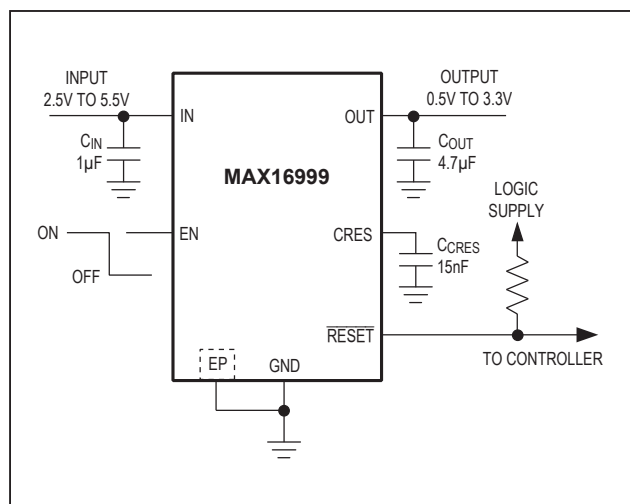 INPUT
2.5V TO 5.5V
OUTPUT
0.5V TO 3.3V
IN
OUT
CIN
1µF
COUT
4.7µF
MAX16999
LOGIC
SUPPLY
ON
OFF
EN
CRES
CCRES
15nF
RESET
TO CONTROLLER
EP
GND